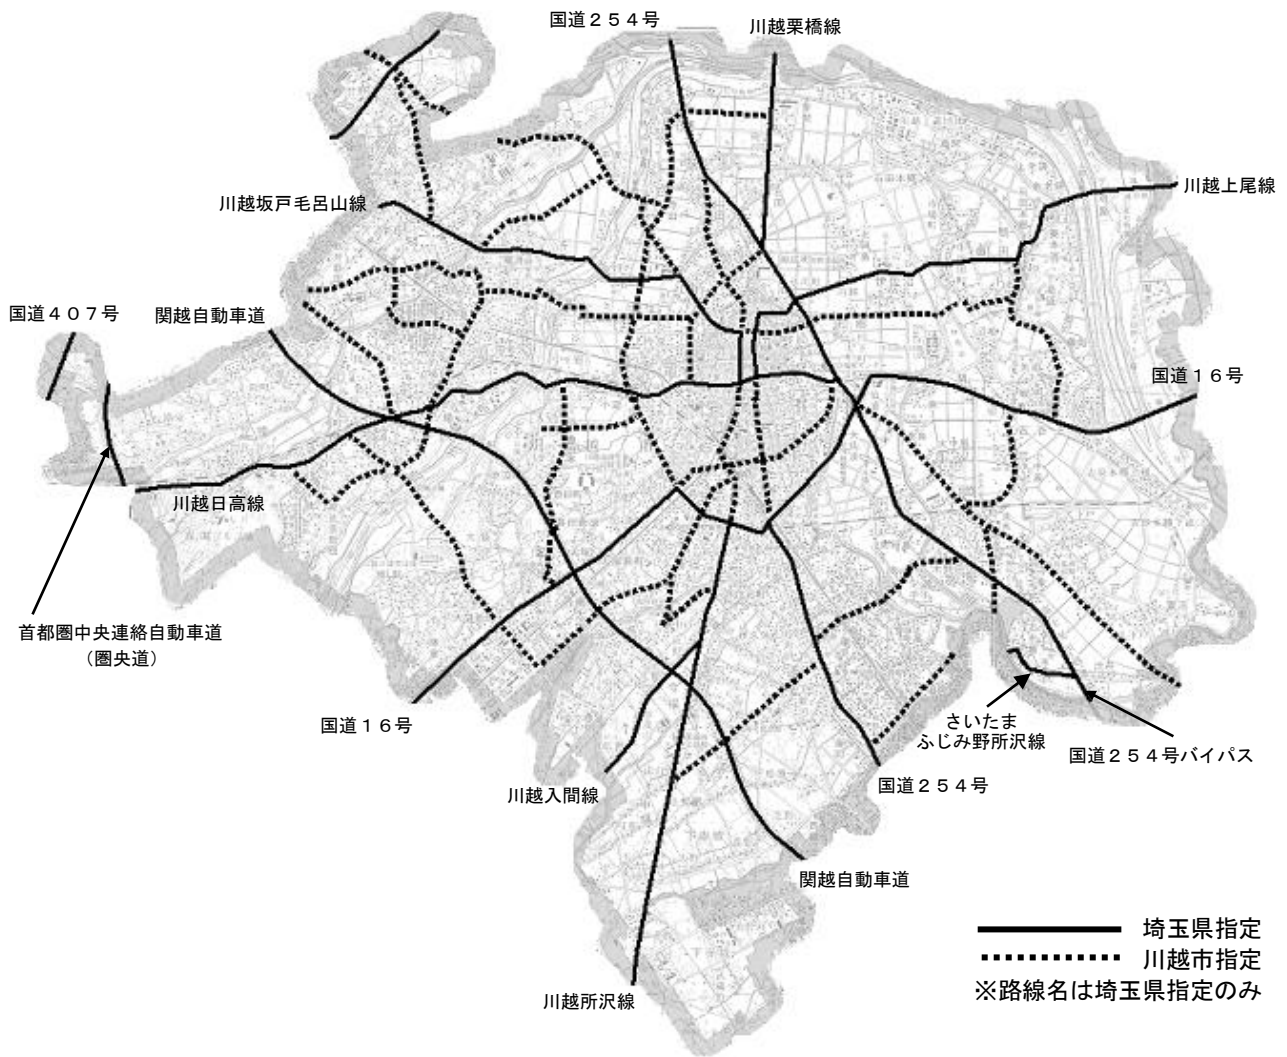 国道２５４号
川越栗橋線
川越上尾線
川越坂戸毛呂山線
国道４０７号
関越自動車道
国道１６号
川越日高線
首都圏中央連絡自動車道
（圏央道）
国道１６号
さいたま
ふじみ野所沢線
国道２５４号バイパス
川越入間線
国道２５４号
関越自動車道
埼玉県指定
川越市指定
※路線名は埼玉県指定のみ
川越所沢線